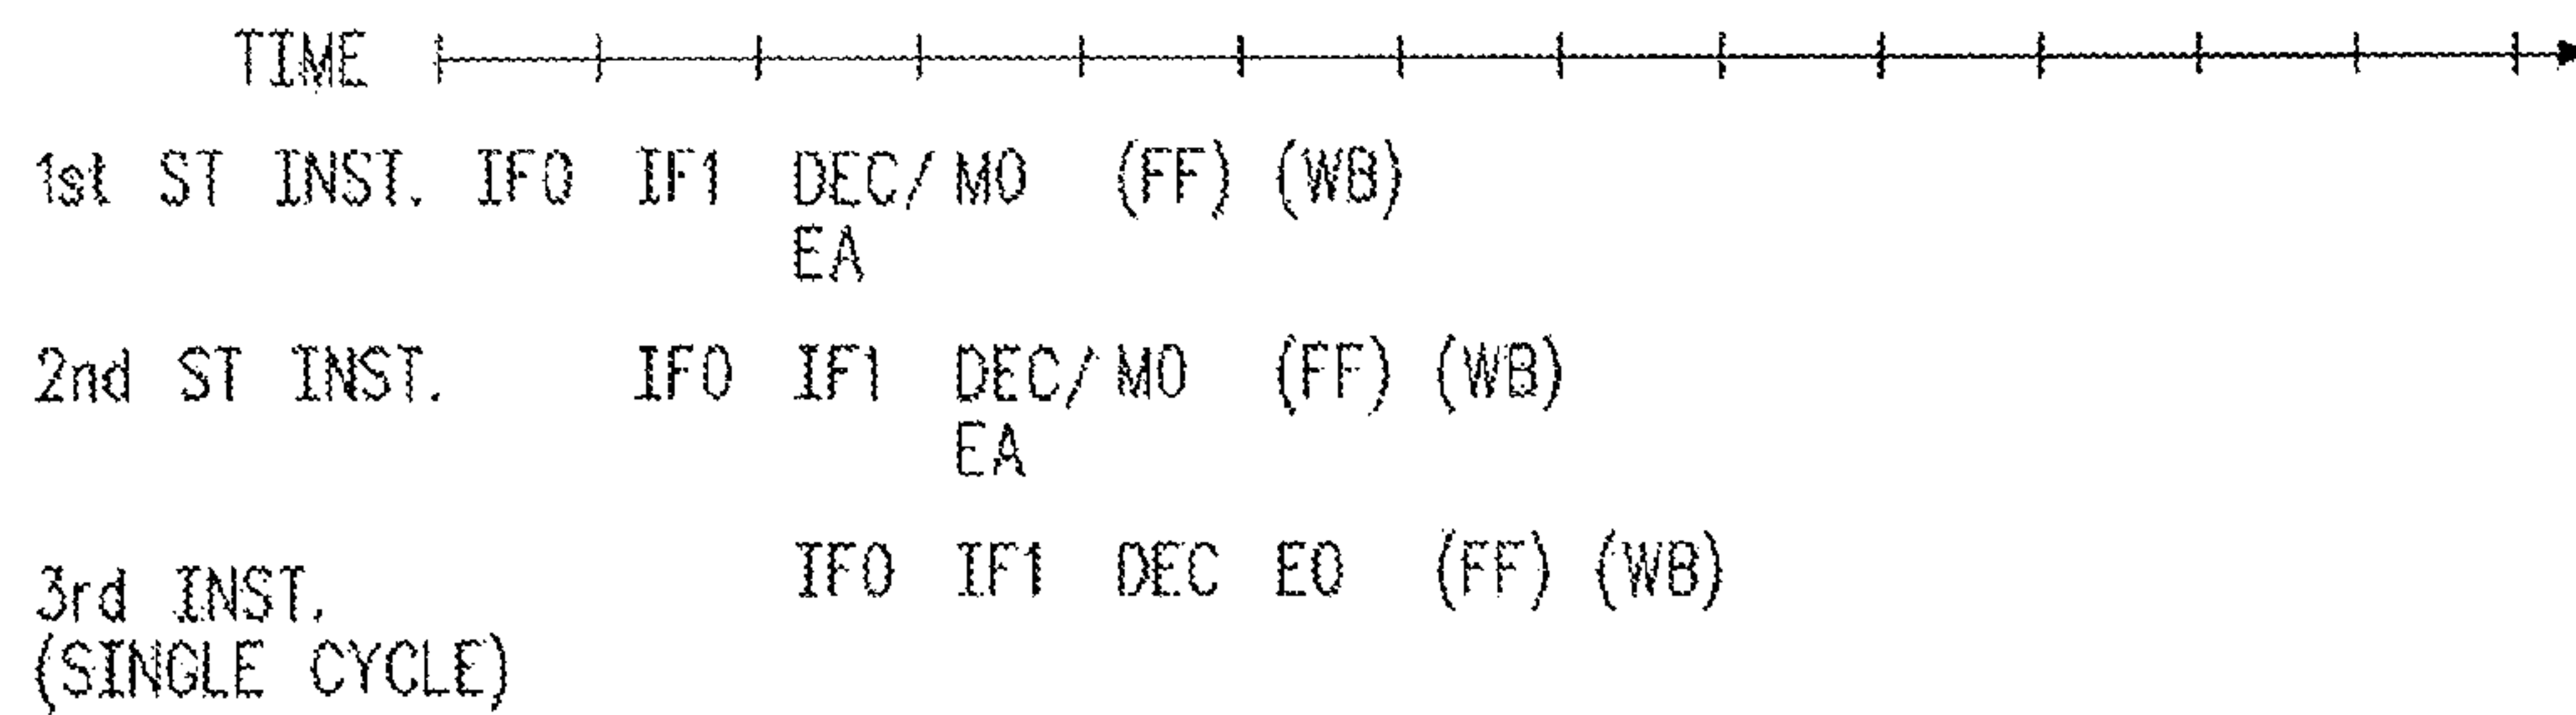 TIME
1st ST INST. IF0 IF1 DEC/ M0 (FF) (WB)
EA
2nd ST INST. IF0 IF1 DEC/ M0 (FF) (WB)
EA
IF0 IF1 DEC E0 (FF) (WB)
3rd INST.
(SINGLE CYCLE)